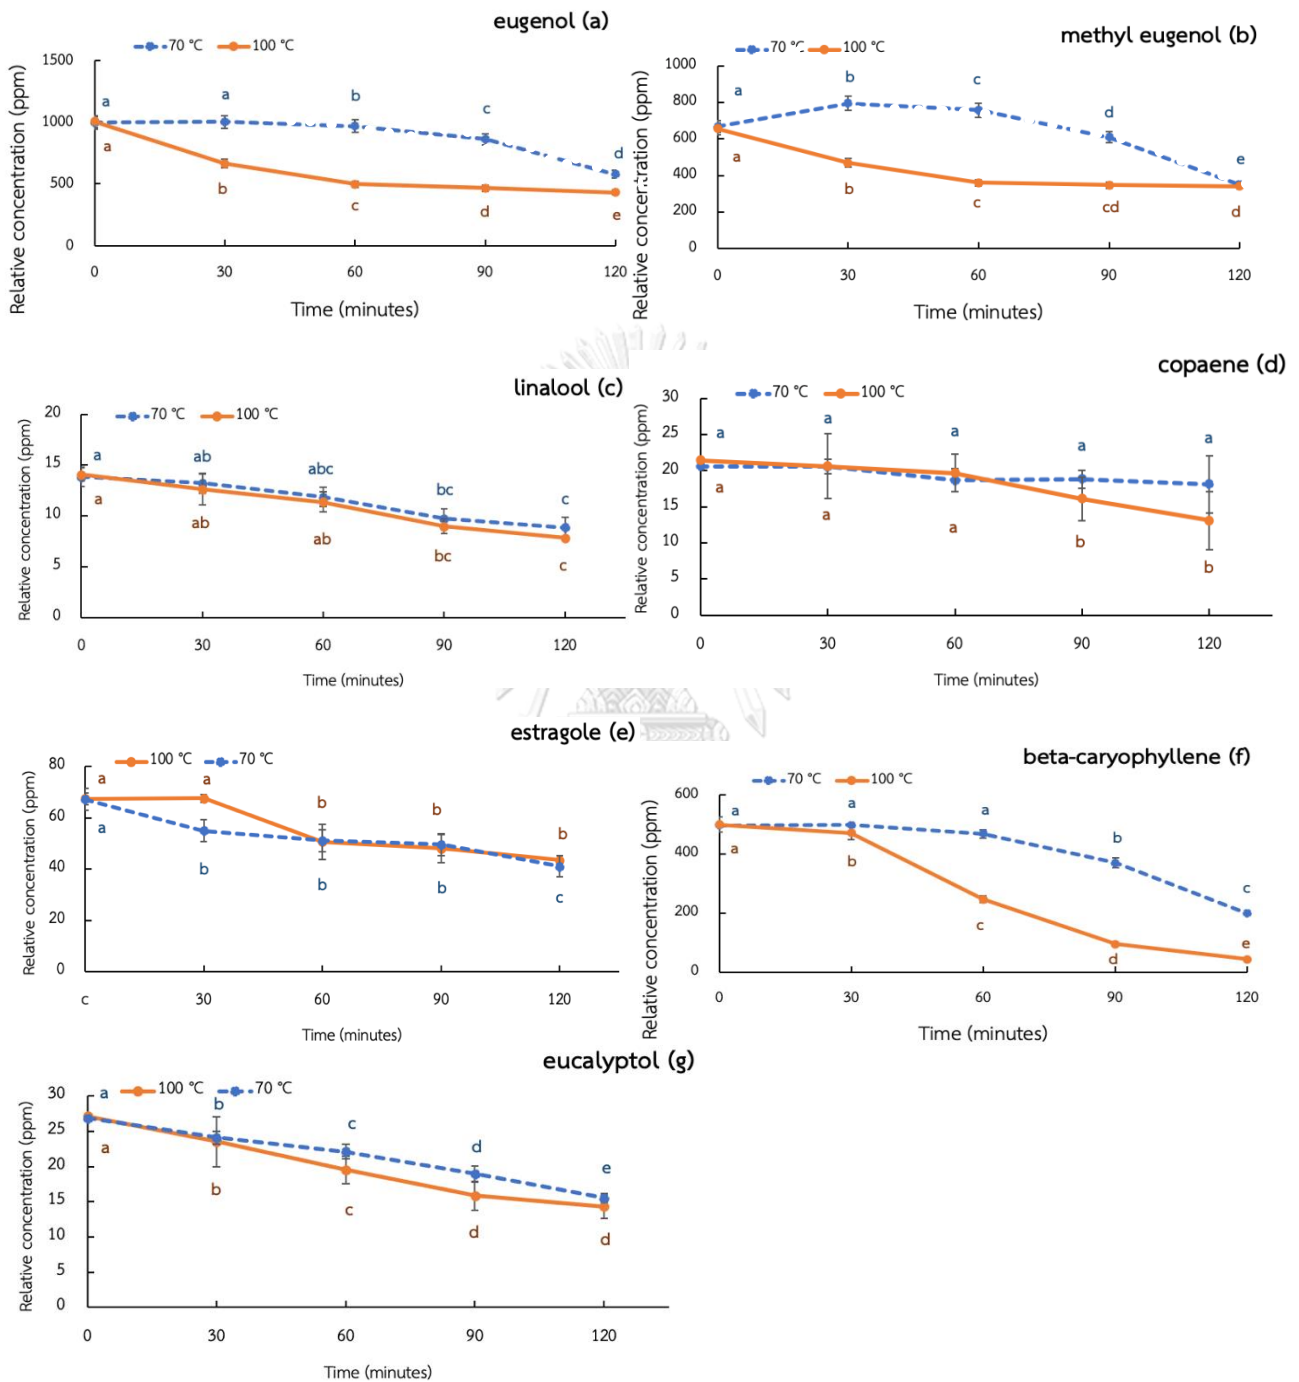 eugenol (a)
70 °C 100 °C
Relative concentration (ppm)
1500
1000
500
0
a a b c d
a b c d e
0 30 60 90 120
Time (minutes)
methyl eugenol (b)
70 °C 100 °C
Relative concentration (ppm)
1000
800
600
400
200
0
a b c d e
a b c cd d
0 30 60 90 120
Time (minutes)
linalool (c)
70 °C 100 °C
Relative concentration (ppm)
20
15
10
5
0
a ab abc bc c
a ab ab bc c
0 30 60 90 120
Time (minutes)
copaene (d)
70 °C 100 °C
Relative concentration (ppm)
30
25
20
15
10
5
0
a a a a a
a a a b b
0 30 60 90 120
Time (minutes)
estragole (e)
100 °C 70 °C
Relative concentration (ppm)
80
60
40
20
0
a a b b b
a b b b c
c 30 60 90 120
Time (minutes)
beta-caryophyllene (f)
70 °C 100 °C
Relative concentration (ppm)
600
400
200
0
a a a b c
a b c d e
0 30 60 90 120
Time (minutes)
eucalyptol (g)
100 °C 70 °C
Relative concentration (ppm)
30
25
20
15
10
5
0
a b c d e
a b c d d
0 30 60 90 120
Time (minutes)